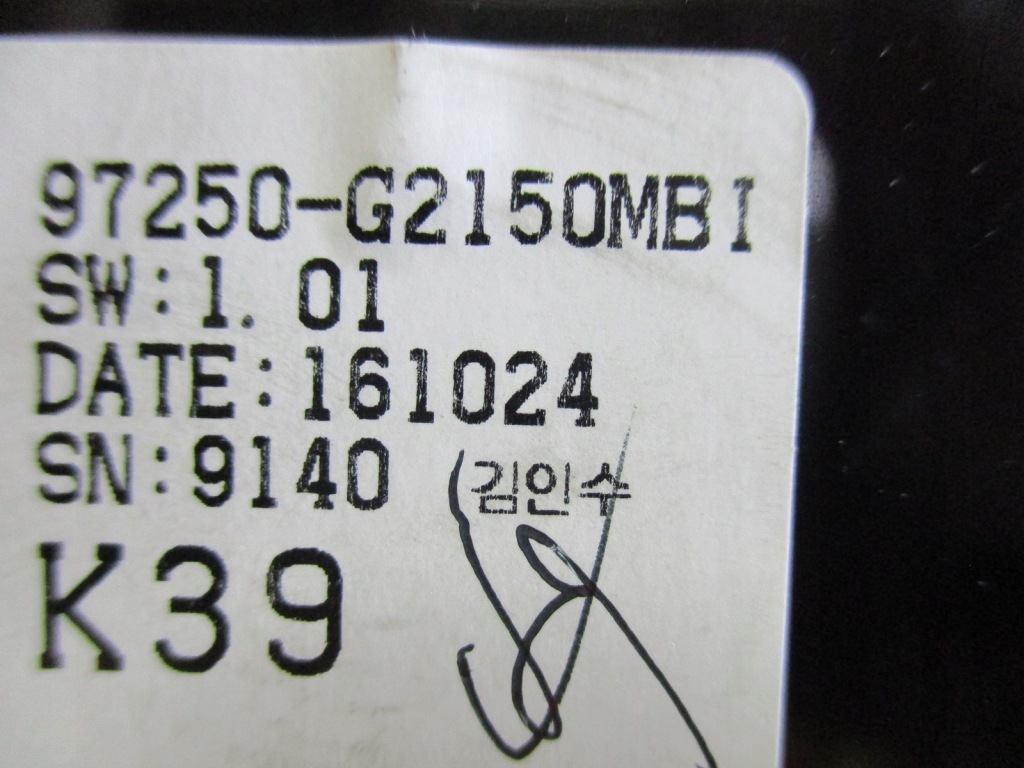 97250-G2150MBI
SW:1.01
DATE:161024
SN:9140
김인수
K39